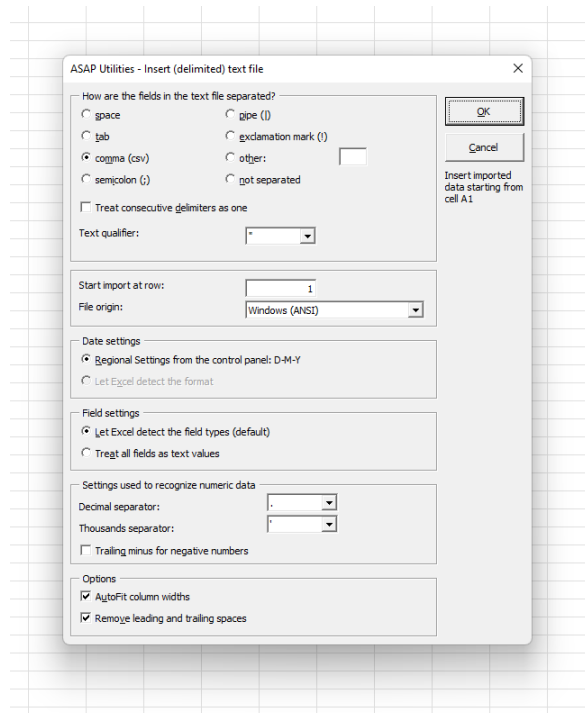 ASAP Utilities - Insert (delimited) text file
How are the fields in the text file separated?
space
pipe (|)
tab
exclamation mark (!)
comma (csv)
other:
semicolon (;)
not separated
Treat consecutive delimiters as one
Text qualifier:
"
OK
Cancel
Insert imported
data starting from
cell A1
Start import at row:
1
File origin:
Windows (ANSI)
Date settings
Regional Settings from the control panel: D-M-Y
Let Excel detect the format
Field settings
Let Excel detect the field types (default)
Treat all fields as text values
Settings used to recognize numeric data
Decimal separator:
.
Thousands separator:
'
Trailing minus for negative numbers
Options
AutoFit column widths
Remove leading and trailing spaces